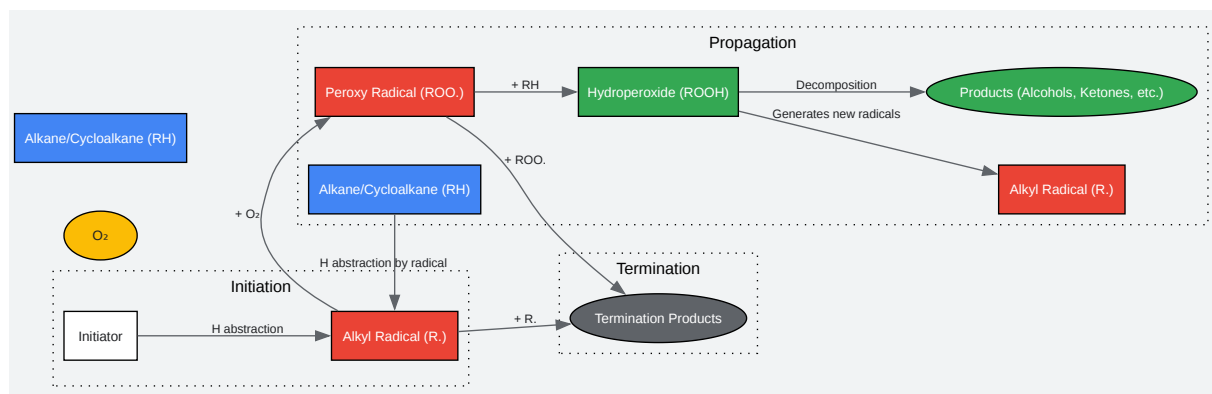 Propagation
Peroxy Radical (ROO.)
+ RH
Hydroperoxide (ROOH)
Decomposition
Products (Alcohols, Ketones, etc.)
Generates new radicals
Alkane/Cycloalkane (RH)
+ ROO.
Alkane/Cycloalkane (RH)
Alkyl Radical (R.)
+ O₂
O₂
H abstraction by radical
Termination
Initiation
Initiator
H abstraction
Alkyl Radical (R.)
+ R.
Termination Products